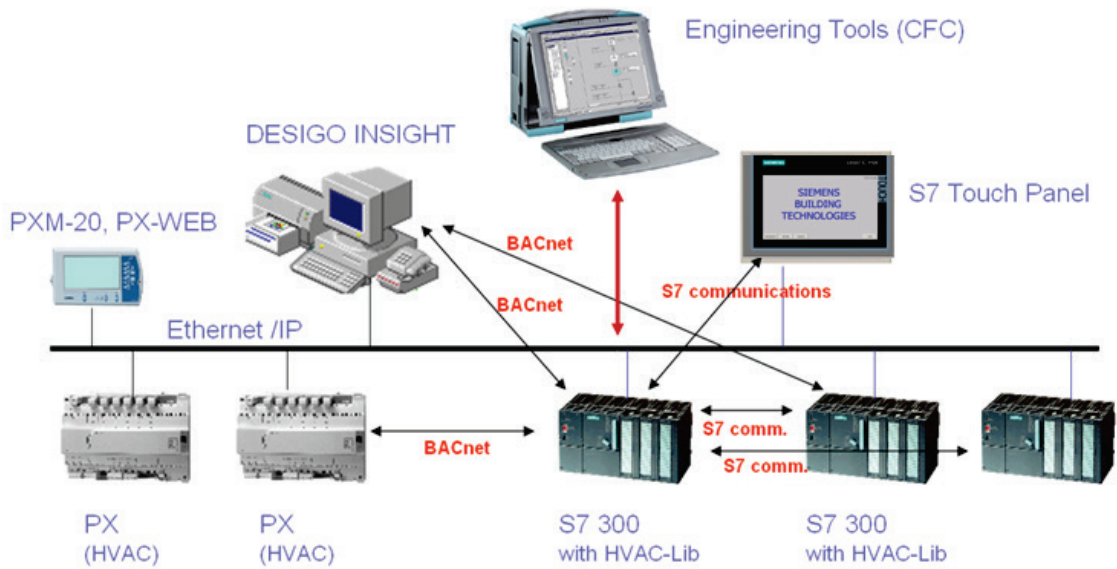 Engineering Tools (CFC)
DESIGO INSIGHT
SIEMENS
TOUCH
SIEMENS
BUILDING
TECHNOLOGIES
S7 Touch Panel
PXM-20, PX-WEB
BACnet
S7 communications
BACnet
Ethernet /IP
BACnet
S7 comm.
S7 comm.
PX
(HVAC)
PX
(HVAC)
S7 300
with HVAC-Lib
S7 300
with HVAC-Lib